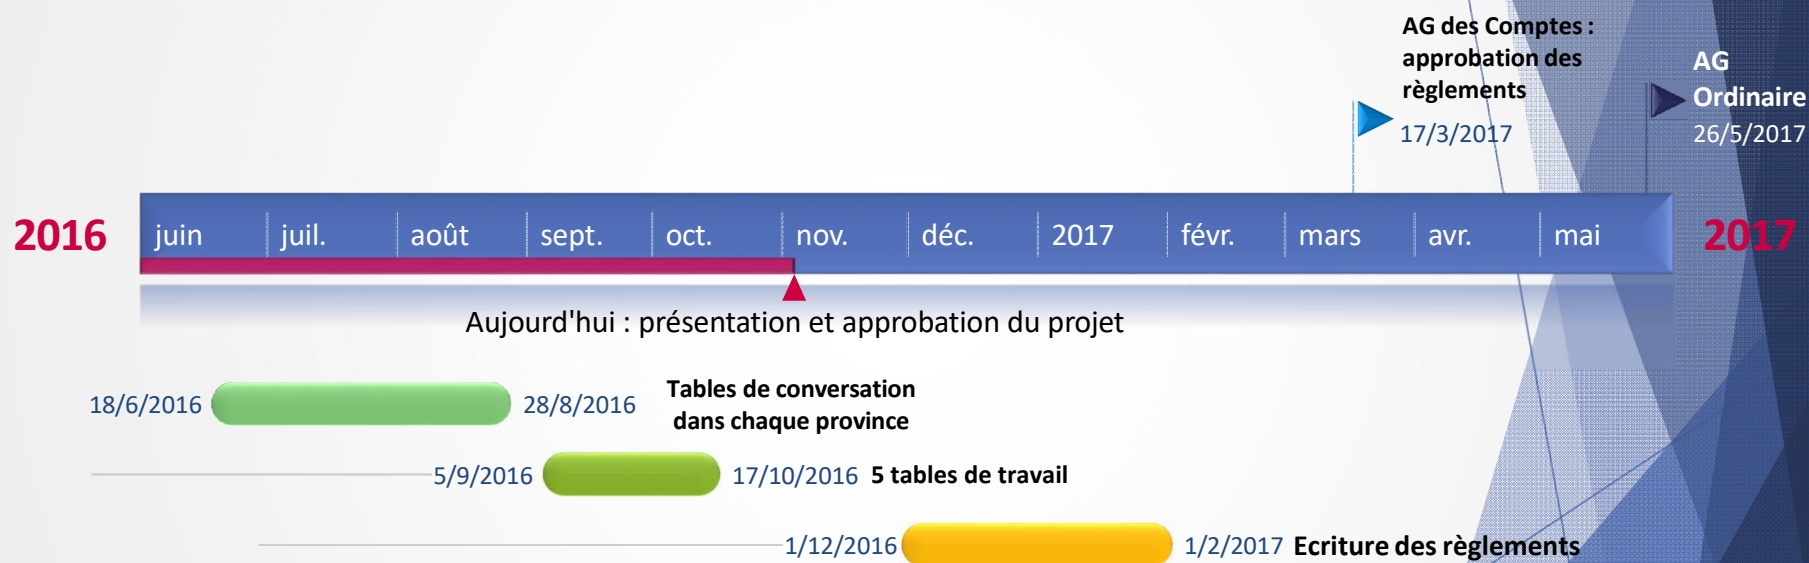 AG des Comptes :
approbation des
règlements
17/3/2017
AG
Ordinaire
26/5/2017
2016 juin juil. août sept. oct. nov. déc. 2017 févr. mars avr. mai 2017
Aujourd'hui : présentation et approbation du projet
18/6/2016 28/8/2016 Tables de conversation
dans chaque province
5/9/2016 17/10/2016 5 tables de travail
1/12/2016 1/2/2017 Ecriture des règlements